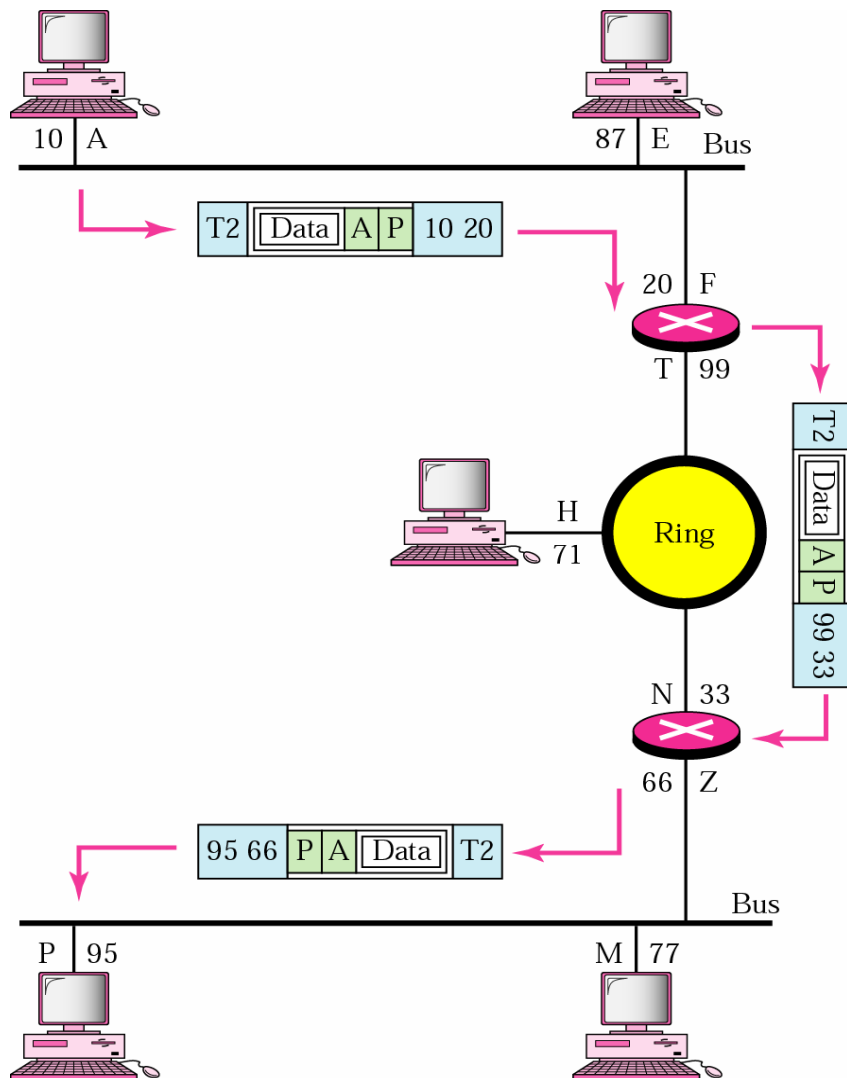 10 A
87 E
Bus
T2 Data A P 10 20
20 F
T 99
T2 Data A P 99 33
H
71
Ring
N 33
66 Z
95 66 P A Data T2
Bus
P 95
M 77